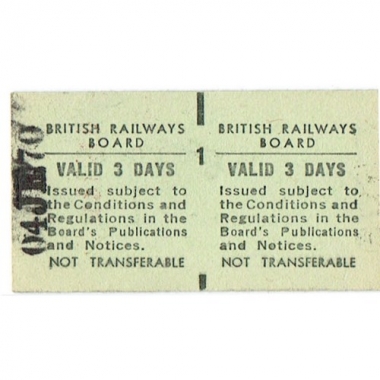 BRITISH RAILWAYS
BOARD
VALID 3 DAYS
Issued subject to
the Conditions and
Regulations in the
Board's Publications
and Notices.
NOT TRANSFERABLE
1
BRITISH RAILWAYS
BOARD
VALID 3 DAYS
Issued subject to
the Conditions and
Regulations in the
Board's Publications
and Notices.
NOT TRANSFERABLE